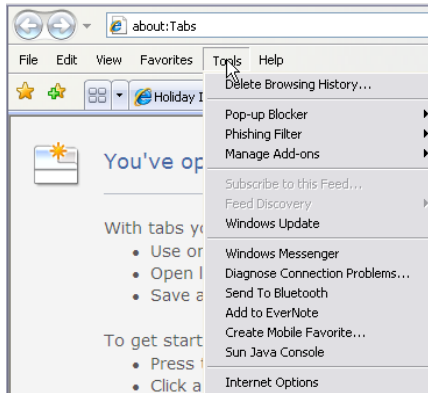 about:Tabs
File Edit View Favorites Tools Help
Holiday
Delete Browsing History...
Pop-up Blocker
Phishing Filter
Manage Add-ons
Subscribe to this Feed...
Feed Discovery
Windows Update
Windows Messenger
Diagnose Connection Problems...
Send To Bluetooth
Add to EverNote
Create Mobile Favorite...
Sun Java Console
Internet Options
You've op
With tabs yo
• Use or
• Open l
• Save a
To get start
• Press
• Click a